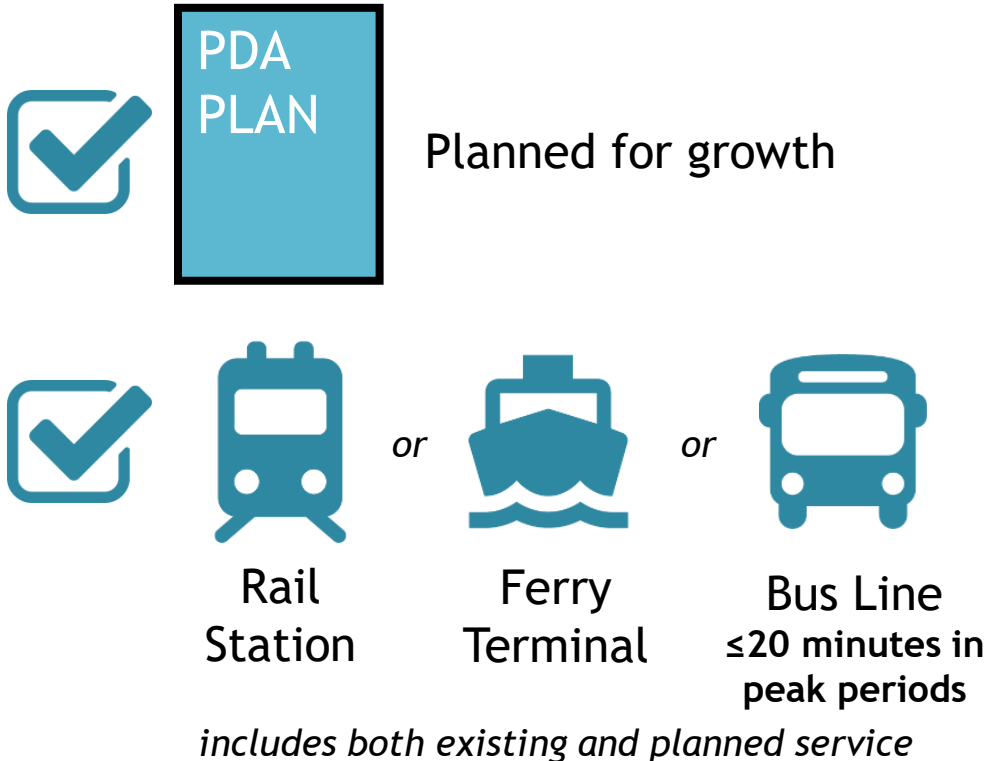 PDA
PLAN
Planned for growth
or
or
Rail
Station
Ferry
Terminal
Bus Line
≤20 minutes in
peak periods
includes both existing and planned service